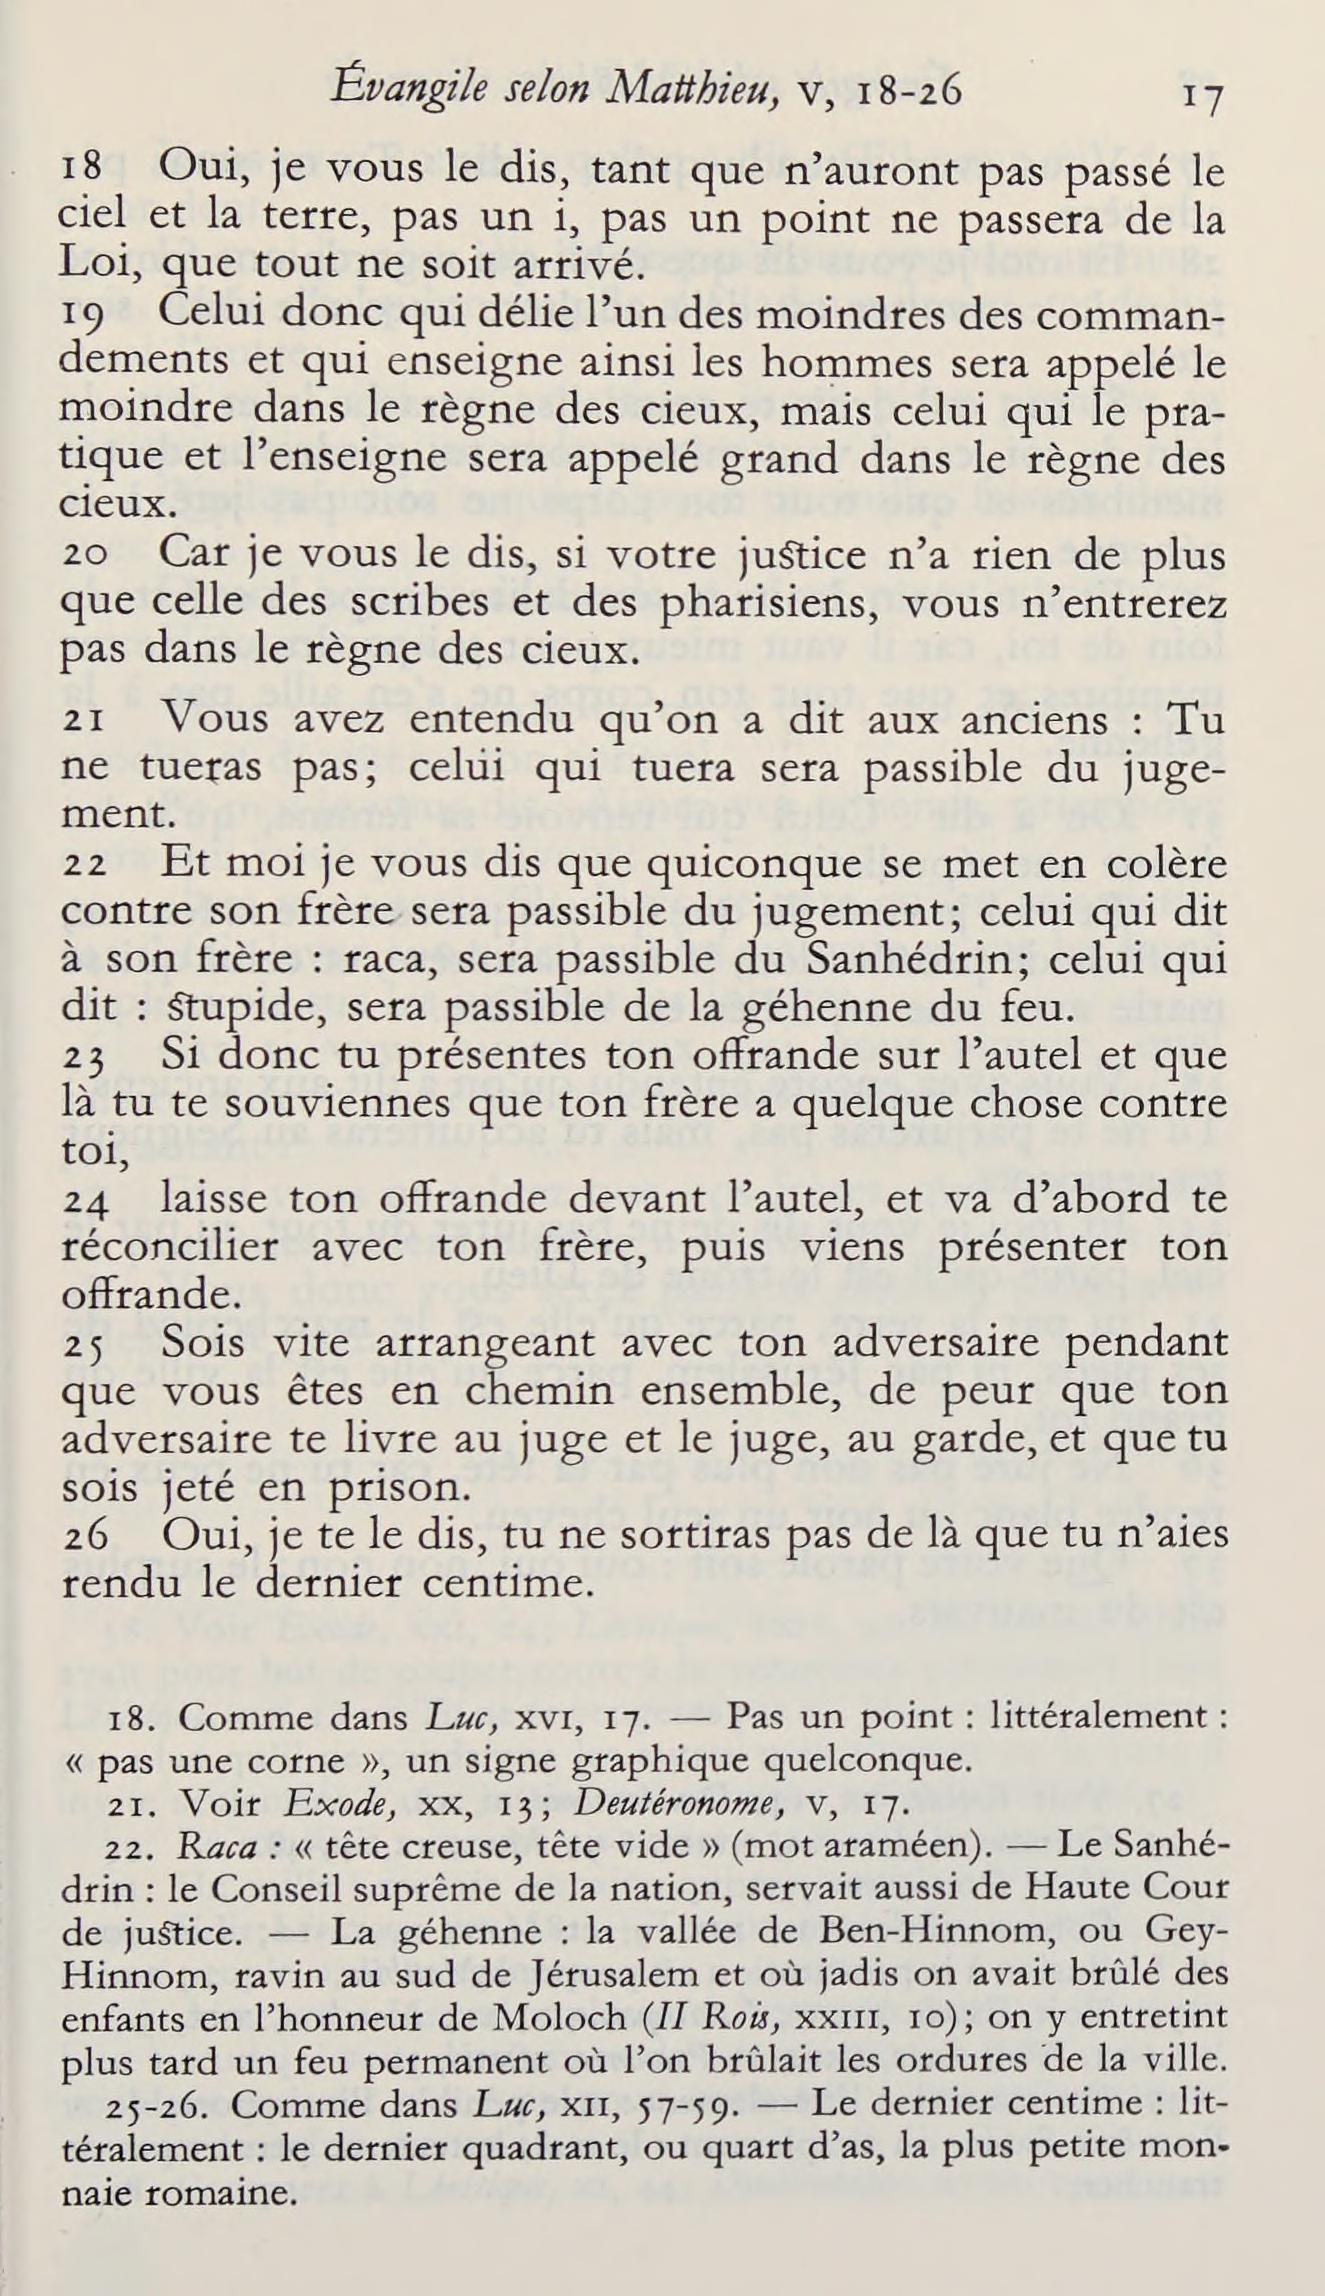 Évangile selon Matthieu, V, 18-26 17
18 Oui, je vous le dis, tant que n’auront pas passé le
ciel et la terre, pas un i, pas un point ne passera de la
Loi, que tout ne soit arrivé.
19 Celui donc qui délie l’un des moindres des comman-
dements et qui enseigne ainsi les hommes sera appelé le
moindre dans le règne des cieux, mais celui qui le pra-
tique et l’enseigne sera appelé grand dans le règne des
cieux.
20 Car je vous le dis, si votre justice n’a rien de plus
que celle des scribes et des pharisiens, vous n’entrerez
pas dans le règne des cieux.
21 Vous avez entendu qu’on a dit aux anciens : Tu
ne tueras pas; celui qui tuera sera passible du juge-
ment.
22 Et moi je vous dis que quiconque se met en colère
contre son frère sera passible du jugement; celui qui dit
à son frère : raca, sera passible du Sanhédrin; celui qui
dit : stupide, sera passible de la géhenne du feu.
23 Si donc tu présentes ton offrande sur l’autel et que
là tu te souviennes que ton frère a quelque chose contre
toi,
24 laisse ton offrande devant l’autel, et va d’abord te
réconcilier avec ton frère, puis viens présenter ton
offrande.
25 Sois vite arrangeant avec ton adversaire pendant
que vous êtes en chemin ensemble, de peur que ton
adversaire te livre au juge et le juge, au garde, et que tu
sois jeté en prison.
26 Oui, je te le dis, tu ne sortiras pas de là que tu n’aies
rendu le dernier centime.
18. Comme dans Luc, XVI, 17. — Pas un point : littéralement :
« pas une corne », un signe graphique quelconque.
21. Voir Exode, XX, 13; Deutéronome, V, 17.
22. Raca : « tête creuse, tête vide » (mot araméen). — Le Sanhé-
drin : le Conseil suprême de la nation, servait aussi de Haute Cour
de justice. — La géhenne : la vallée de Ben-Hinnom, ou Gey-
Hinnom, ravin au sud de Jérusalem et où jadis on avait brûlé des
enfants en l’honneur de Moloch (II Rois, XXIII, 10); on y entretint
plus tard un feu permanent où l’on brûlait les ordures de la ville.
25-26. Comme dans Luc, XII, 57-59. — Le dernier centime : lit-
téralement : le dernier quadrant, ou quart d’as, la plus petite mon-
naie romaine.